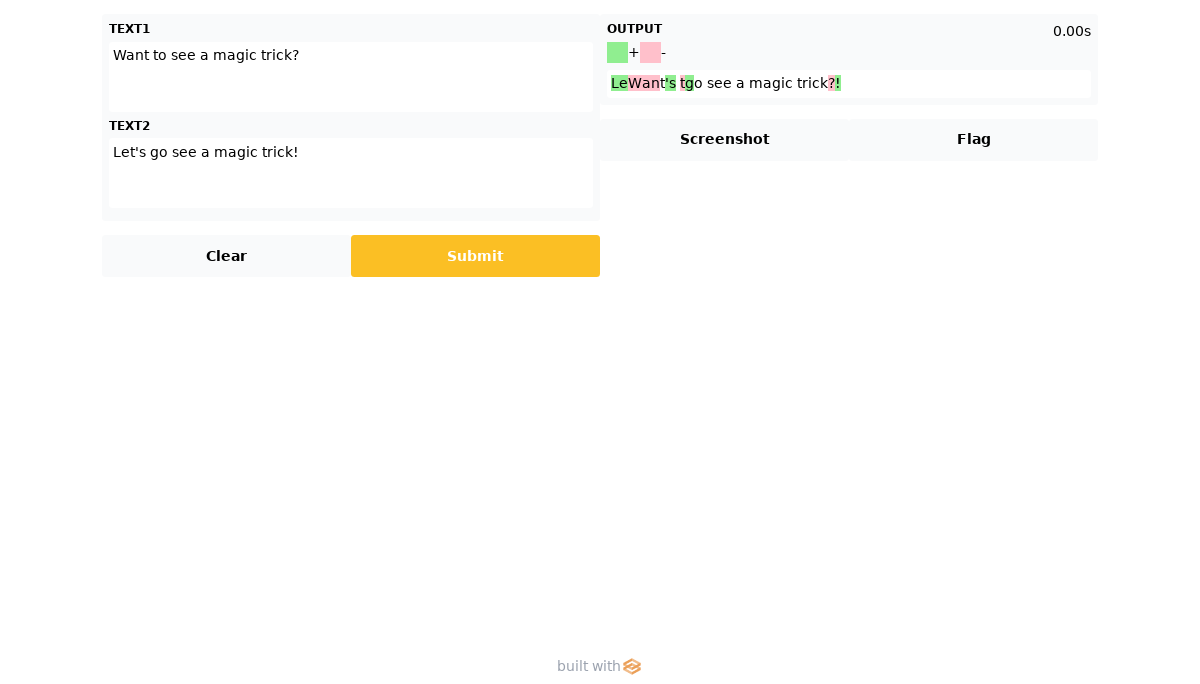 TEXT1
Want to see a magic trick?
TEXT2
Let's go see a magic trick!
Clear
Submit
OUTPUT
0.00s
+ -
LeWant's tgo see a magic trick?!
Screenshot
Flag
built with